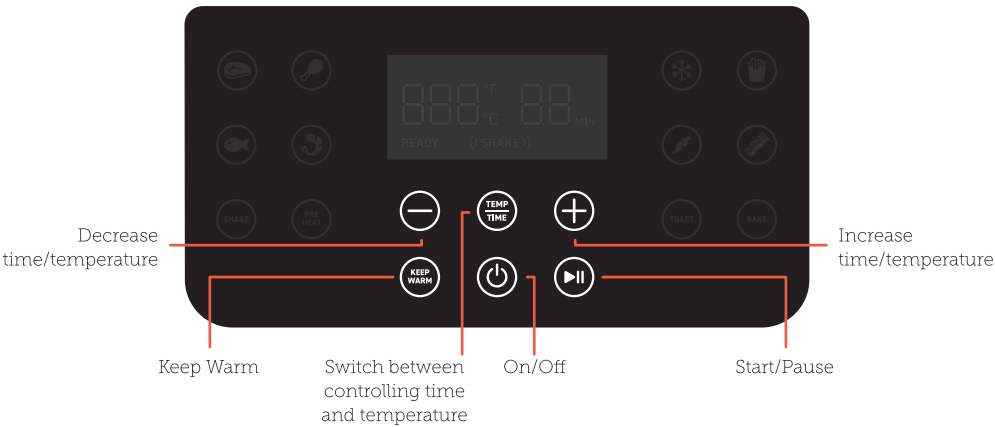 888 °F 88
°C MIN
READY SHAKE
SHAKE
PRE
HEAT
TOAST
BAKE
TEMP
TIME
KEEP
WARM
Decrease
time/temperature
Increase
time/temperature
Keep Warm
Switch between
controlling time
and temperature
On/Off
Start/Pause